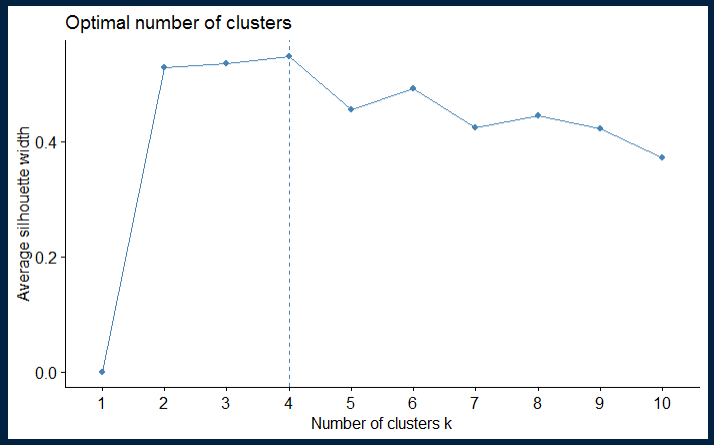 Optimal number of clusters
Average silhouette width
0.4
0.2
0.0
1 2 3 4 5 6 7 8 9 10
Number of clusters k